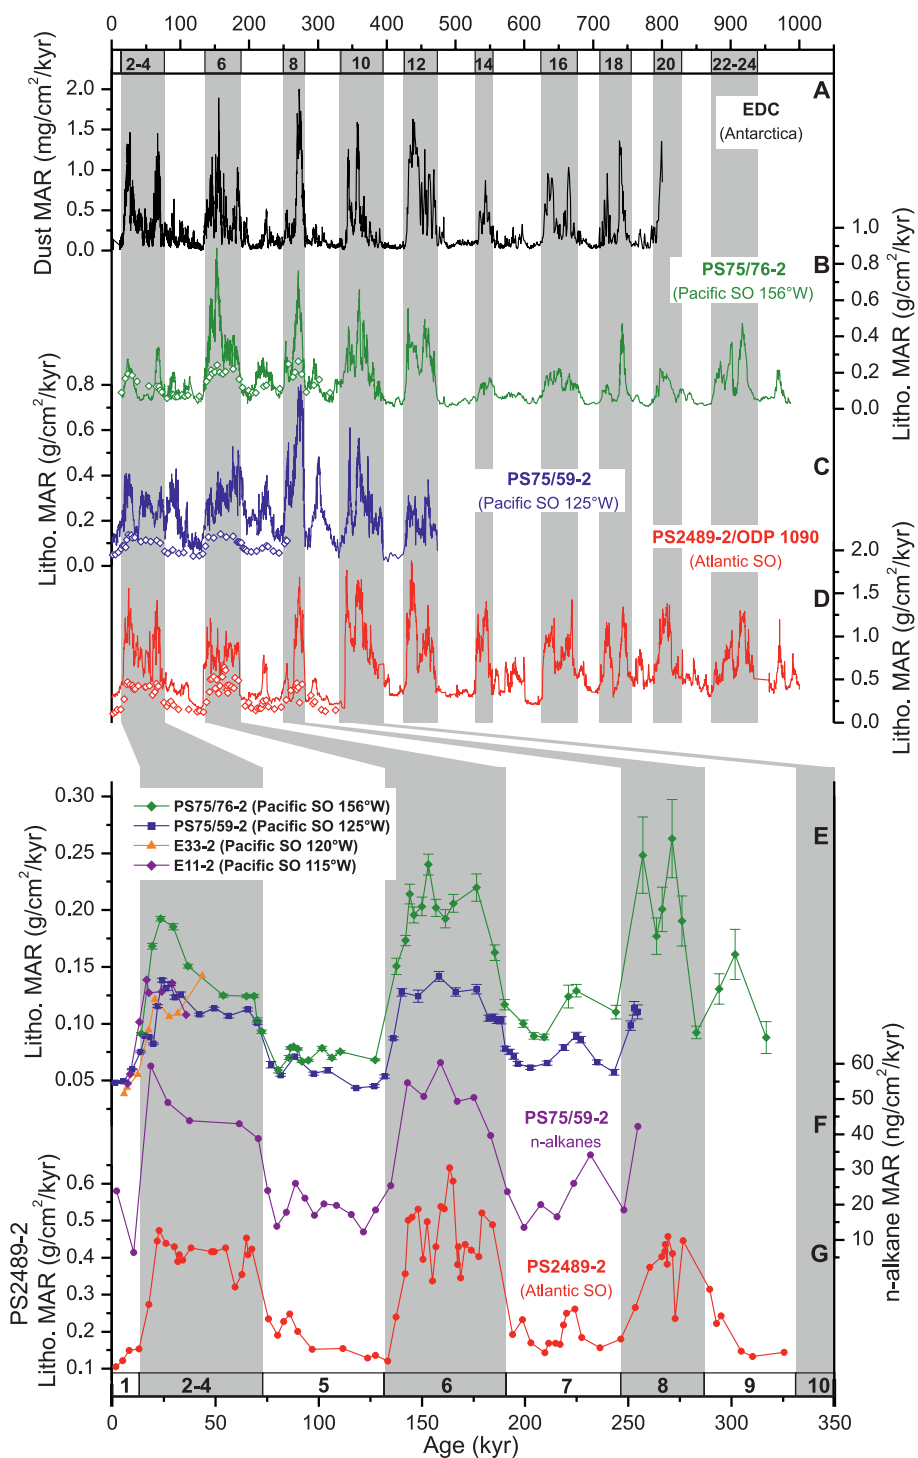 0 100 200 300 400 500 600 700 800 900 1000
2-4 6 8 10 12 14 16 18 20 22-24
A
EDC
(Antarctica)
Dust MAR (mg/cm²/kyr)
2.0
1.5
1.0
0.5
0.0
B
PS75/76-2
(Pacific SO 156°W)
Litho. MAR (g/cm²/kyr)
1.0
0.8
0.6
0.4
0.2
0.0
C
PS75/59-2
(Pacific SO 125°W)
Litho. MAR (g/cm²/kyr)
0.8
0.6
0.4
0.2
0.0
D
PS2489-2/ODP 1090
(Atlantic SO)
Litho. MAR (g/cm²/kyr)
2.0
1.5
1.0
0.5
0.0
E
PS75/76-2 (Pacific SO 156°W)
PS75/59-2 (Pacific SO 125°W)
E33-2 (Pacific SO 120°W)
E11-2 (Pacific SO 115°W)
Litho. MAR (g/cm²/kyr)
0.30
0.25
0.20
0.15
0.10
0.05
F
PS75/59-2
n-alkanes
n-alkane MAR (ng/cm²/kyr)
60
50
40
30
20
10
G
PS2489-2
(Atlantic SO)
PS2489-2
Litho. MAR (g/cm²/kyr)
0.6
0.5
0.4
0.3
0.2
0.1
1 2-4 5 6 7 8 9 10
0 50 100 150 200 250 300 350
Age (kyr)